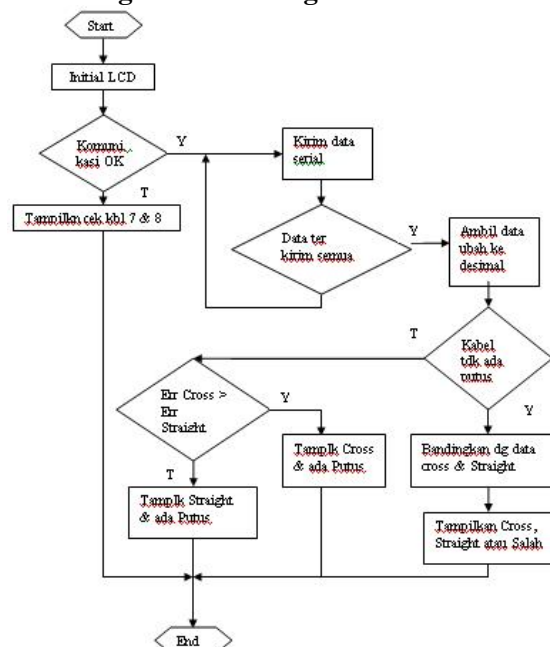 Start
Initial LCD
Komuni
kasi OK
Y
T
Kirim data
serial
Tampilkn cek kbl 7 & 8
Data ter
kirim semua
Y
Ambil data
ubah ke
desimal
Kabel
tdk ada
putus
T
Y
Err Cross >
Err
Straight
Y
T
Tamplk Cross
& ada Putus
Bandingkan dg data
cross & Straight
Tamplk Straight
& ada Putus
Tampilkan Cross,
Straight atau Salah
End